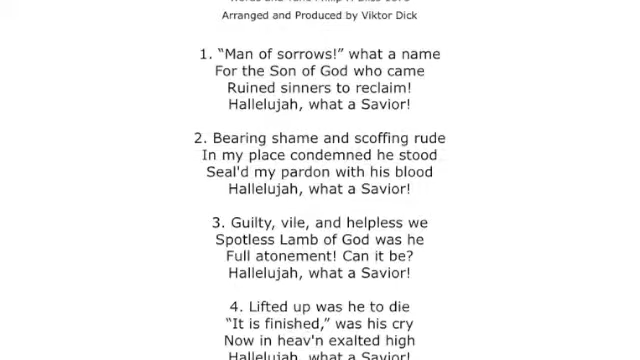 Arranged and Produced by Viktor Dick
1. “Man of sorrows!” what a name
For the Son of God who came
Ruined sinners to reclaim!
Hallelujah, what a Savior!
2. Bearing shame and scoffing rude
In my place condemned he stood
Seal'd my pardon with his blood
Hallelujah, what a Savior!
3. Guilty, vile, and helpless we
Spotless Lamb of God was he
Full atonement! Can it be?
Hallelujah, what a Savior!
4. Lifted up was he to die
“It is finished,” was his cry
Now in heav'n exalted high
Hallelujah, what a Savior!